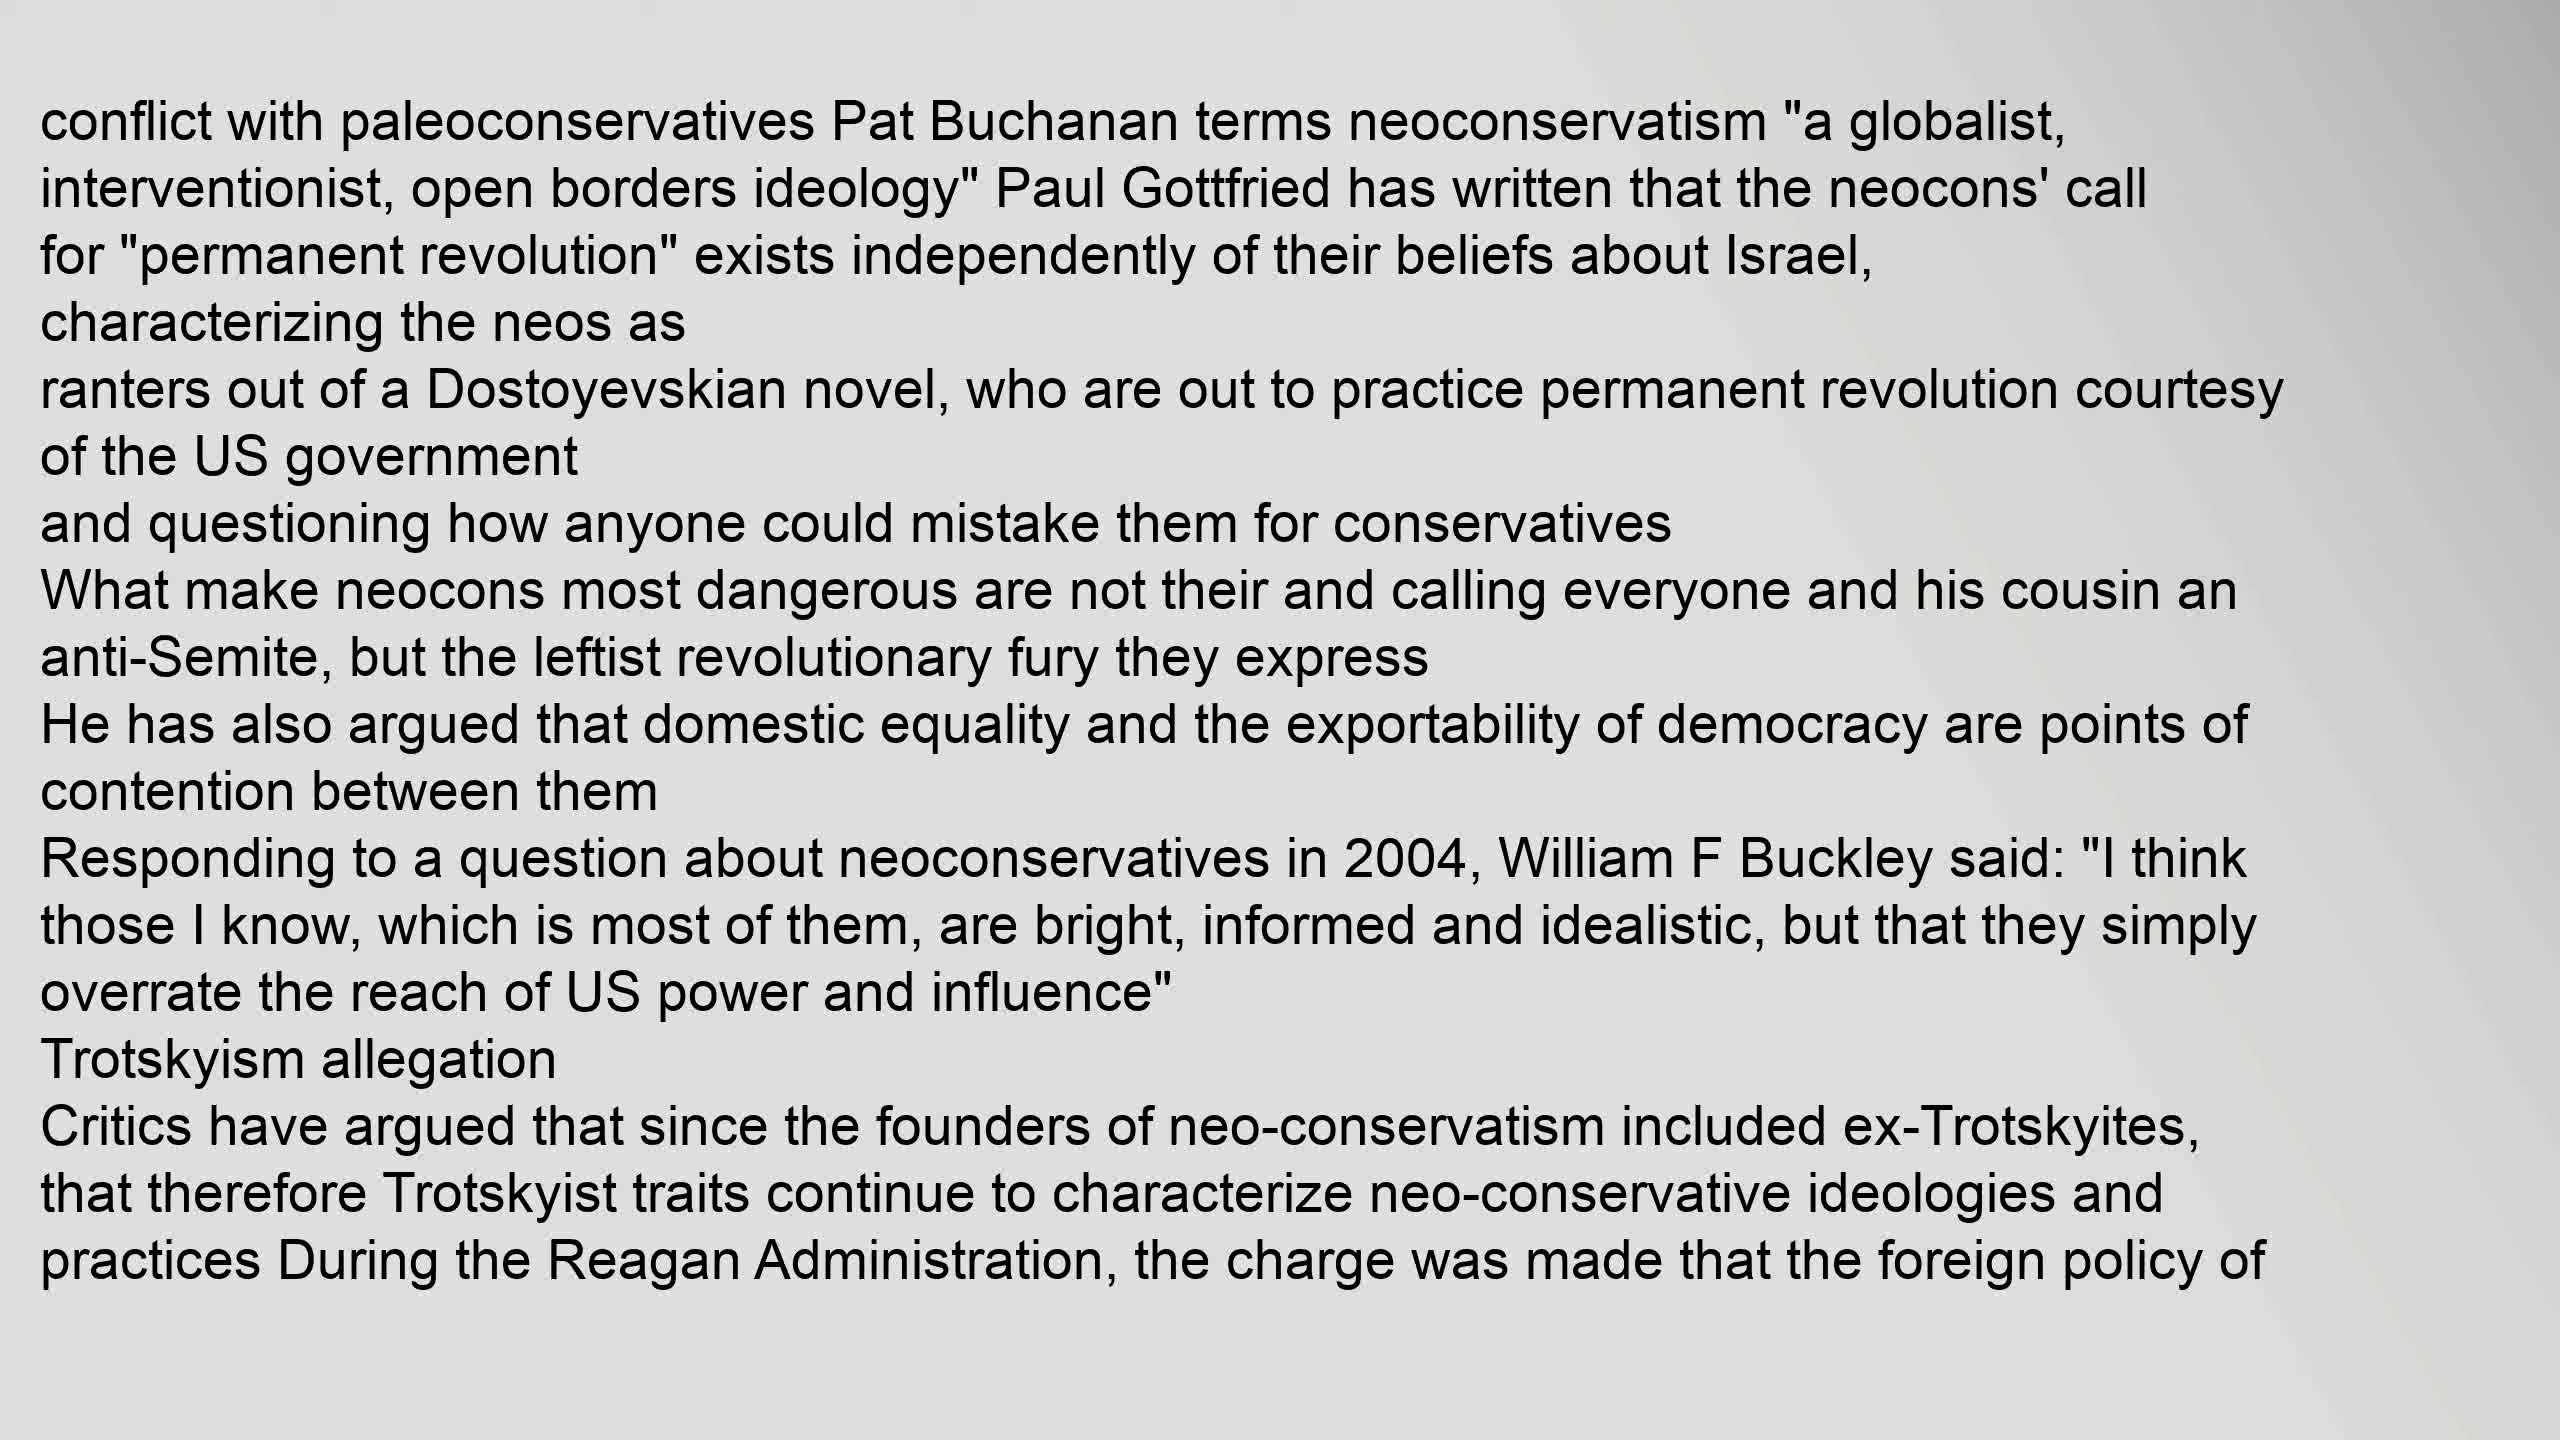 conflict with paleoconservatives Pat Buchanan terms neoconservatism "a globalist,
interventionist, open borders ideology" Paul Gottfried has written that the neocons' call
for "permanent revolution" exists independently of their beliefs about Israel,
characterizing the neos as
ranters out of a Dostoyevskian novel, who are out to practice permanent revolution courtesy
of the US government
and questioning how anyone could mistake them for conservatives
What make neocons most dangerous are not their and calling everyone and his cousin an
anti-Semite, but the leftist revolutionary fury they express
He has also argued that domestic equality and the exportability of democracy are points of
contention between them
Responding to a question about neoconservatives in 2004, William F Buckley said: "I think
those I know, which is most of them, are bright, informed and idealistic, but that they simply
overrate the reach of US power and influence"
Trotskyism allegation
Critics have argued that since the founders of neo-conservatism included ex-Trotskyites,
that therefore Trotskyist traits continue to characterize neo-conservative ideologies and
practices During the Reagan Administration, the charge was made that the foreign policy of